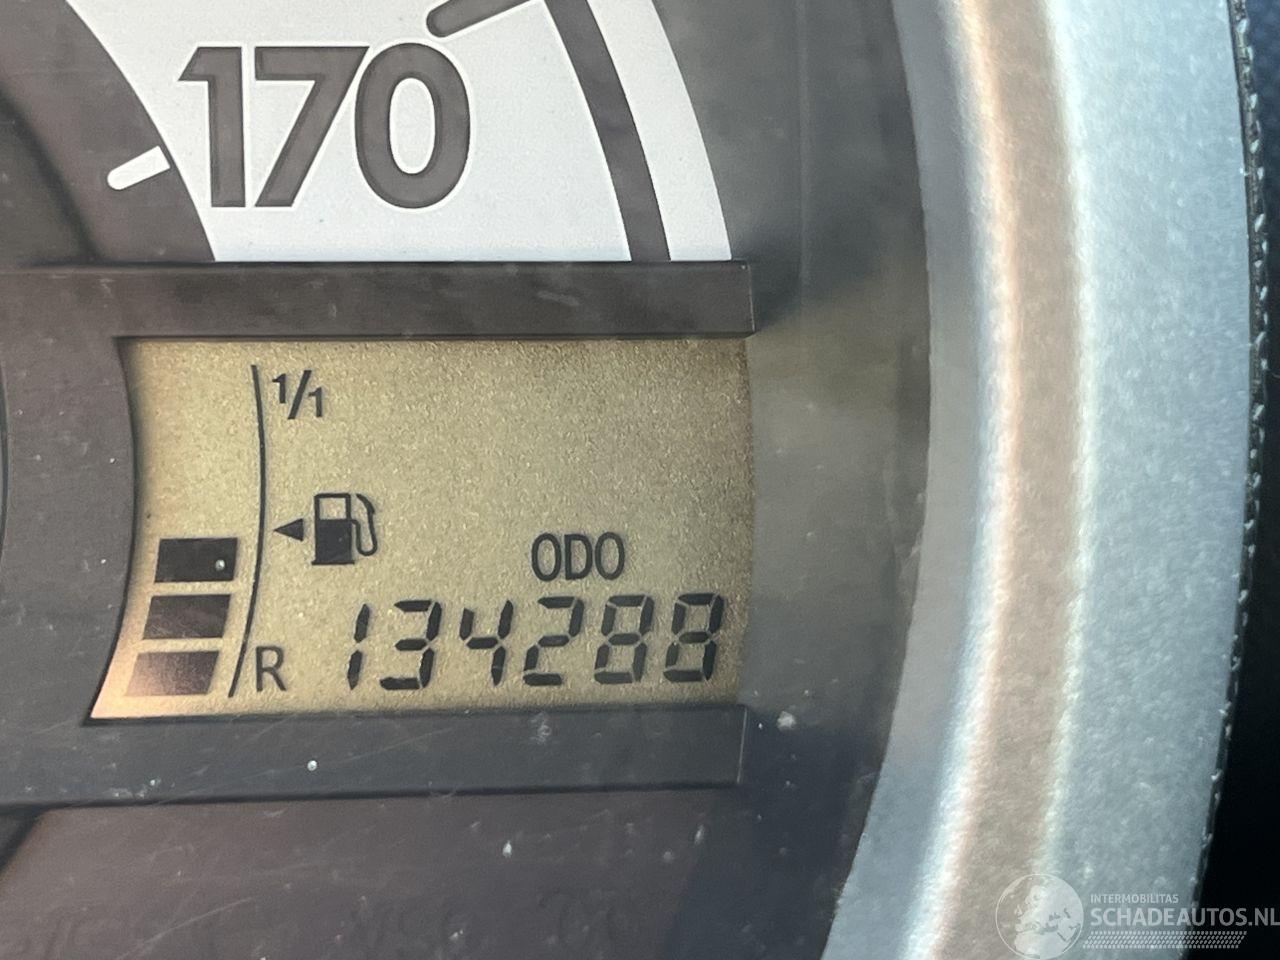 170
1/1
ODO
R 134288
INTERMOBILITAS
SCHADEAUTOS.NL